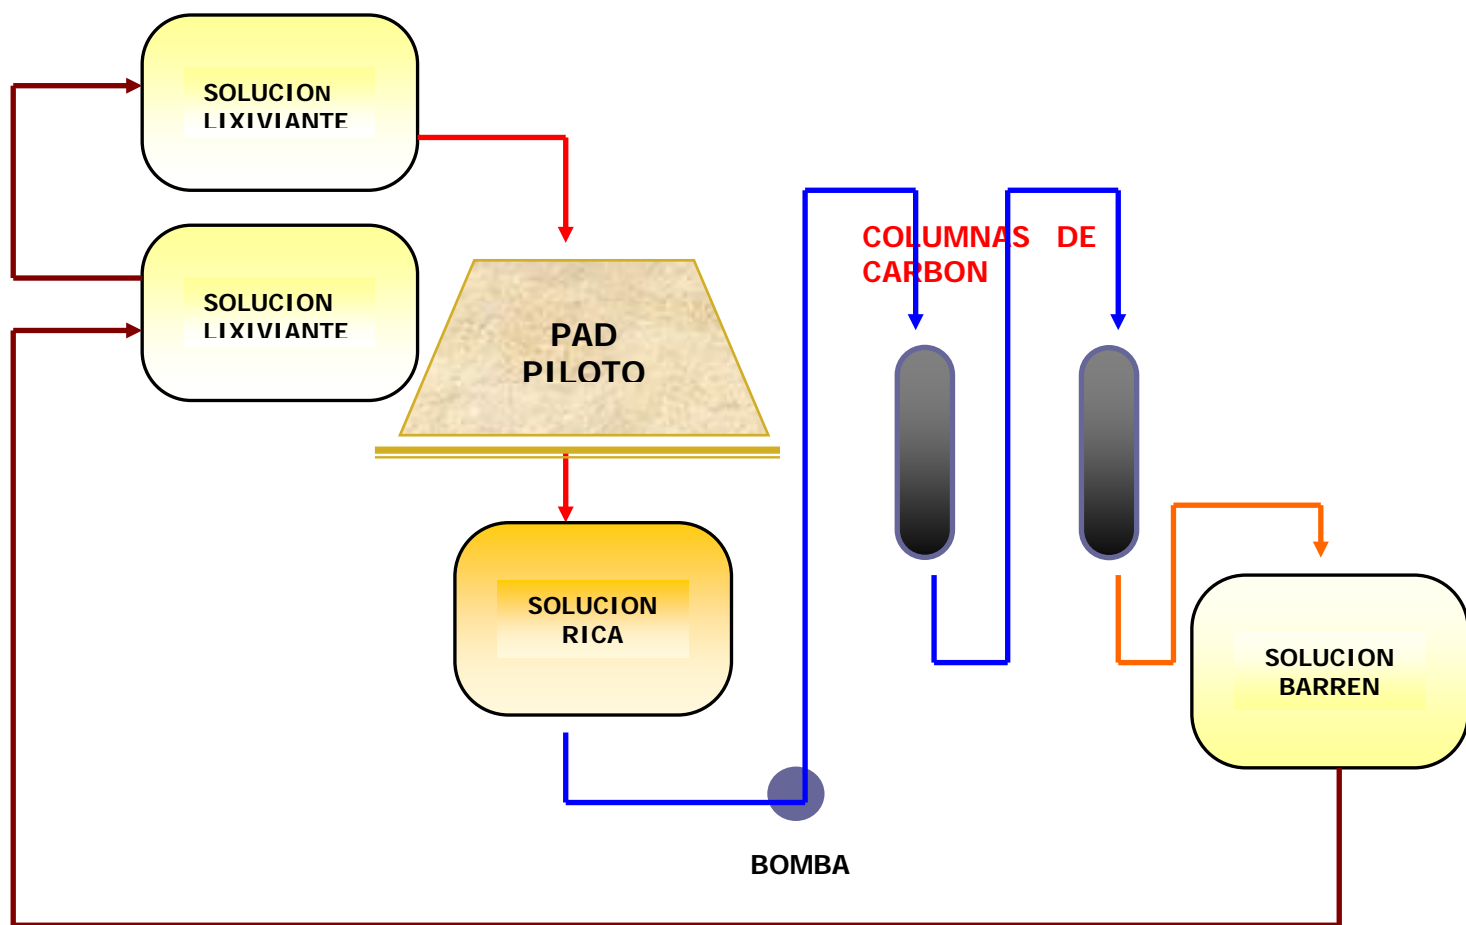 SOLUCION
LIXIVIANTE
SOLUCION
LIXIVIANTE
COLUMNAS DE
CARBON
PAD
PILOTO
SOLUCION
RICA
SOLUCION
BARREN
BOMBA